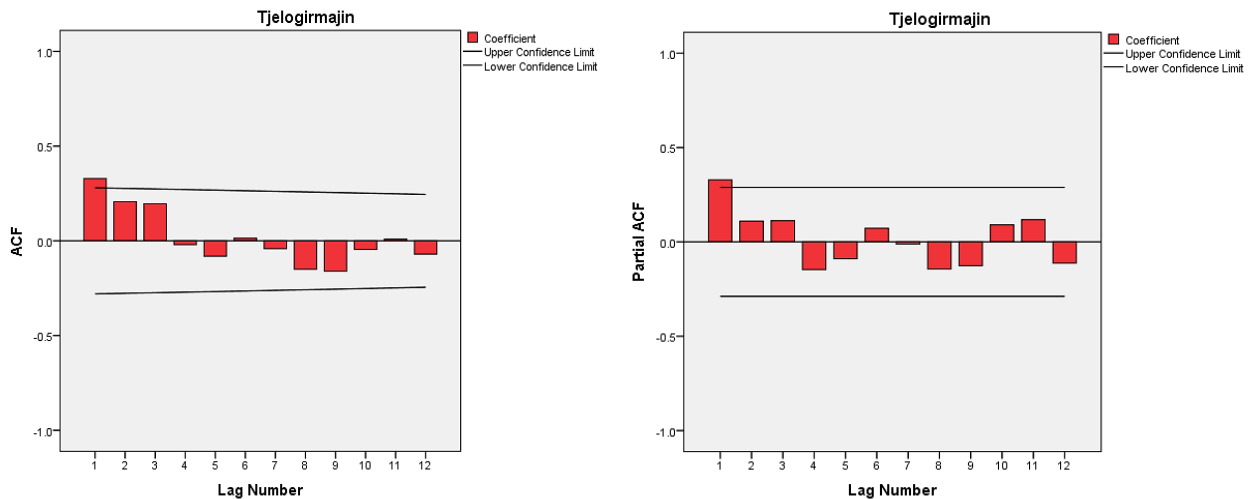 Tjelogirmajin
Coefficient
Upper Confidence Limit
Lower Confidence Limit
1.0
0.5
0.0
-0.5
-1.0
ACF
1 2 3 4 5 6 7 8 9 10 11 12
Lag Number
Tjelogirmajin
Coefficient
Upper Confidence Limit
Lower Confidence Limit
1.0
0.5
0.0
-0.5
-1.0
Partial ACF
1 2 3 4 5 6 7 8 9 10 11 12
Lag Number